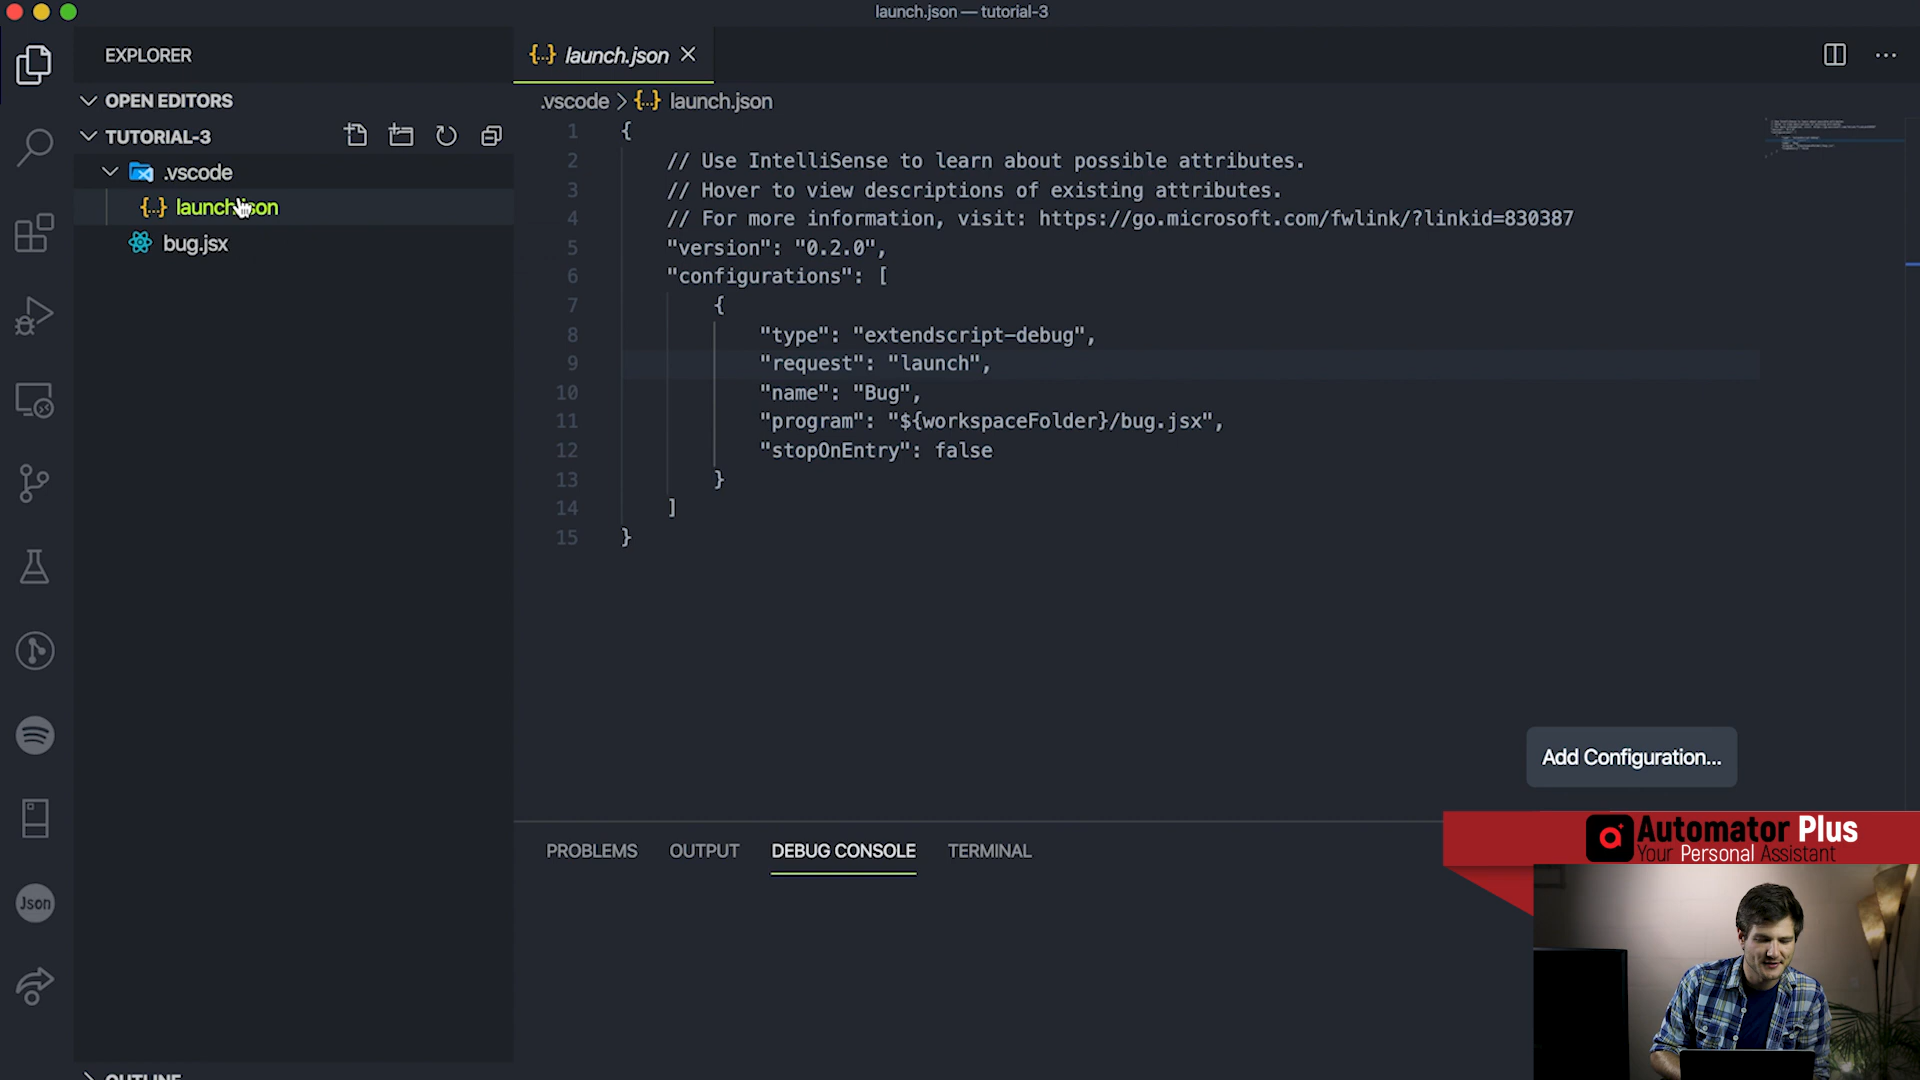 launch.json — tutorial-3
EXPLORER
OPEN EDITORS
TUTORIAL-3
.vscode
launch.json
bug.jsx
OUTLINE
{..} launch.json
.vscode > {..} launch.json
1 {
2 // Use IntelliSense to learn about possible attributes.
3 // Hover to view descriptions of existing attributes.
4 // For more information, visit: https://go.microsoft.com/fwlink/?linkid=830387
5 "version": "0.2.0",
6 "configurations": [
7 {
8 "type": "extendscript-debug",
9 "request": "launch",
10 "name": "Bug",
11 "program": "${workspaceFolder}/bug.jsx",
12 "stopOnEntry": false
13 }
14 ]
15 }
Add Configuration...
PROBLEMS OUTPUT DEBUG CONSOLE TERMINAL
Json
Automator Plus
Your Personal Assistant